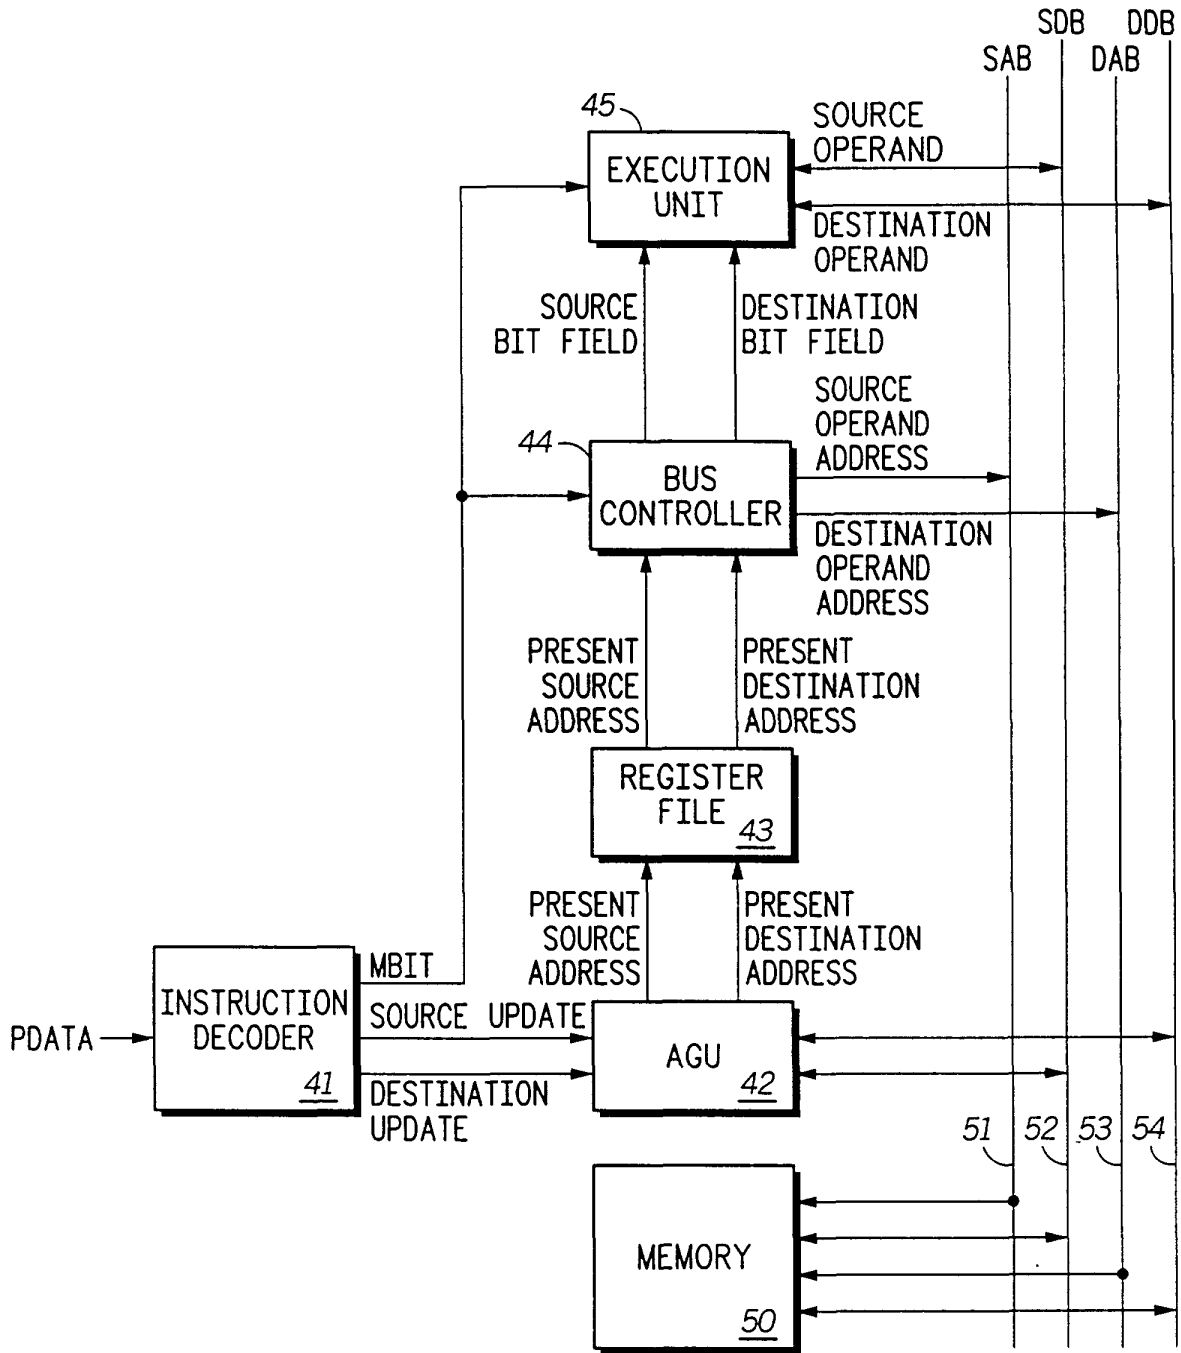 SDB DDB
SAB DAB
45
SOURCE
OPERAND
EXECUTION
UNIT
DESTINATION
OPERAND
SOURCE
BIT FIELD
DESTINATION
BIT FIELD
SOURCE
OPERAND
ADDRESS
44
BUS
CONTROLLER
DESTINATION
OPERAND
ADDRESS
PRESENT
SOURCE
ADDRESS
PRESENT
DESTINATION
ADDRESS
REGISTER
FILE
43
PRESENT
SOURCE
ADDRESS
PRESENT
DESTINATION
ADDRESS
MBIT
PDATA
INSTRUCTION
DECODER
41
SOURCE UPDATE
AGU
42
DESTINATION
UPDATE
51 52 53 54
MEMORY
50